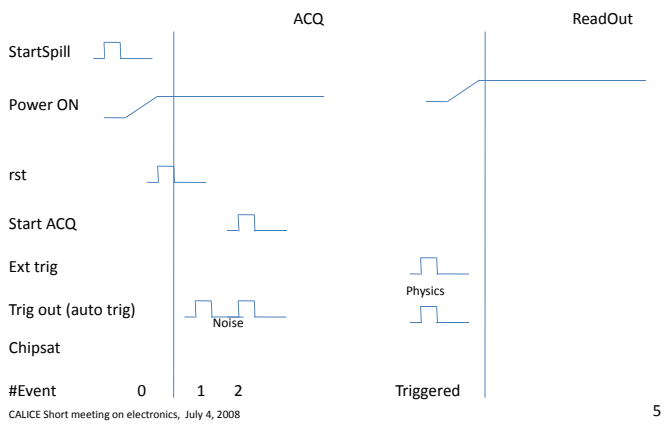 ACQ ReadOut
StartSpill
Power ON
rst
Start ACQ
Ext trig
Physics
Trig out (auto trig)
Noise
Chipsat
#Event 0 1 2 Triggered
CALICE Short meeting on electronics, July 4, 2008 5